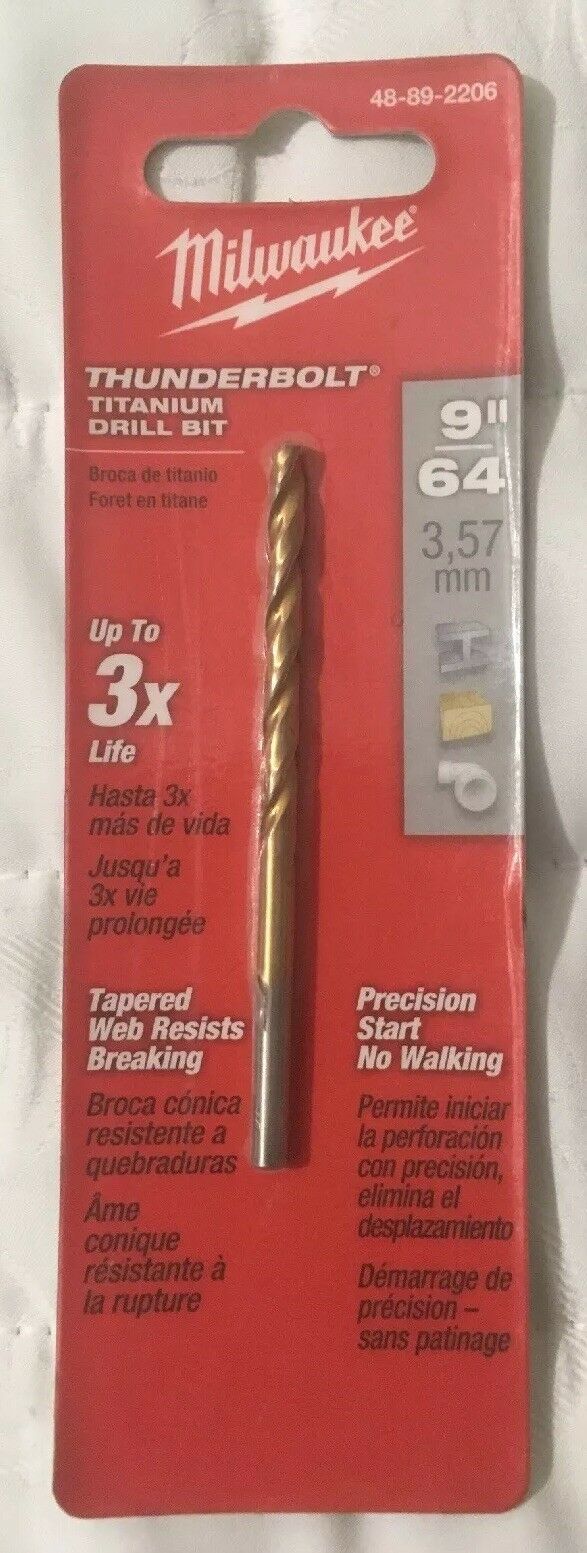 48-89-2206
Milwaukee®
THUNDERBOLT®
TITANIUM
DRILL BIT
Broca de titanio
Foret en titane
9"
64
3,57
mm
Up To
3x
Life
Hasta 3x
más de vida
Jusqu'a
3x vie
prolongée
Tapered
Web Resists
Breaking
Broca cónica
resistente a
quebraduras
Âme
conique
résistante à
la rupture
Precision
Start
No Walking
Permite iniciar
la perforación
con precisión,
elimina el
desplazamiento
Démarrage de
précision –
sans patinage